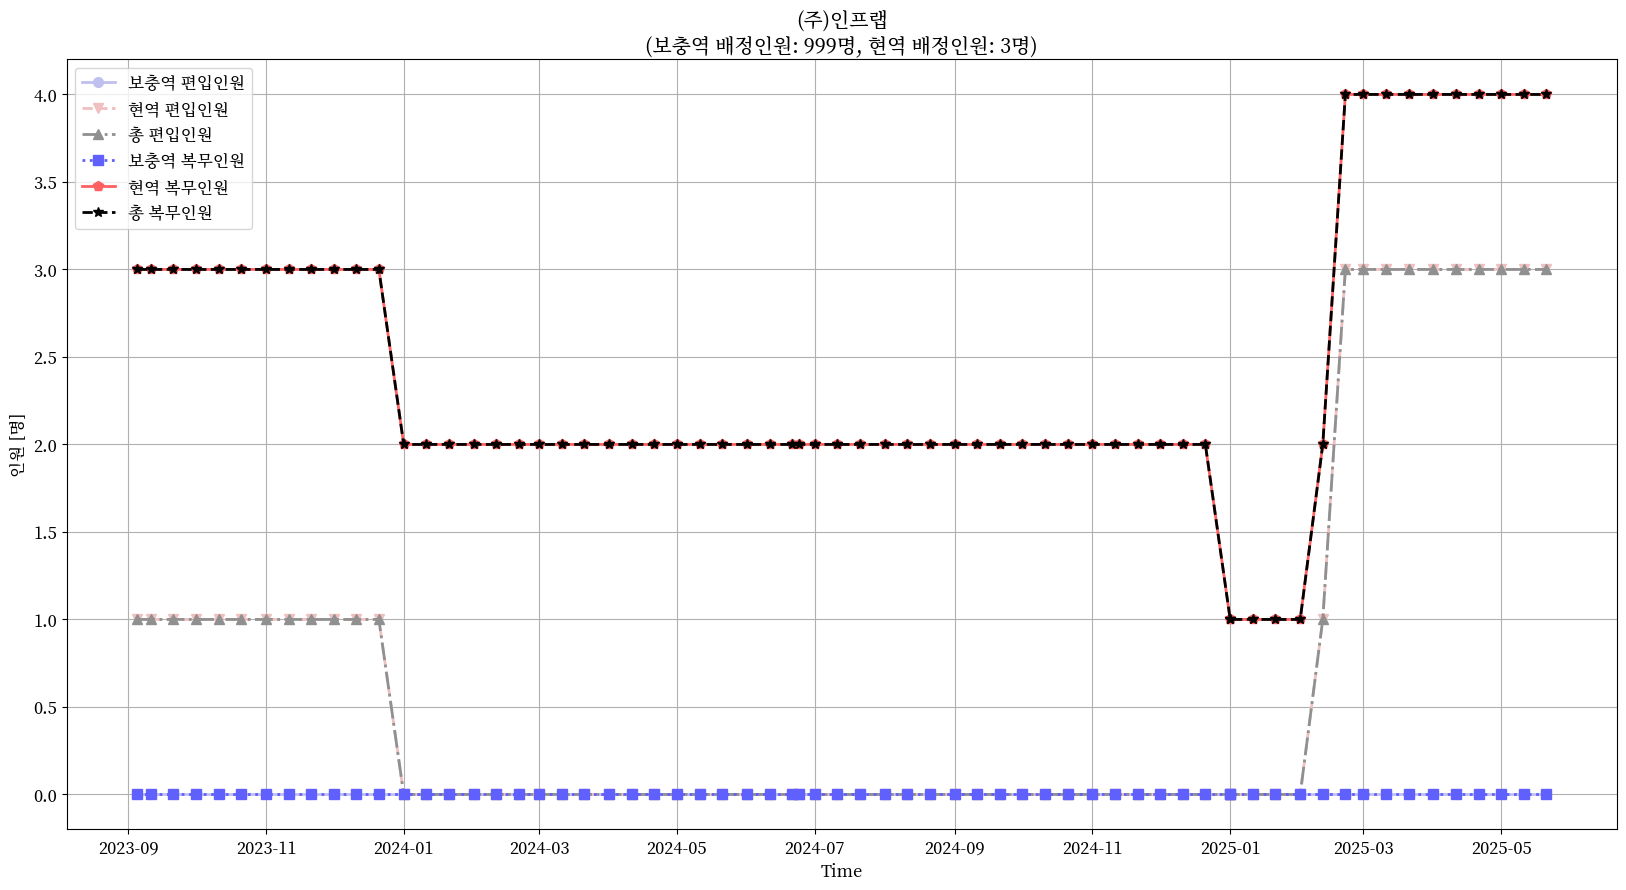 (주)인프랩
(보충역 배정인원: 999명, 현역 배정인원: 3명)
보충역 편입인원
현역 편입인원
총 편입인원
보충역 복무인원
현역 복무인원
총 복무인원
4.0
3.5
3.0
2.5
2.0
1.5
1.0
0.5
0.0
인원 [명]
2023-09 2023-11 2024-01 2024-03 2024-05 2024-07 2024-09 2024-11 2025-01 2025-03 2025-05
Time